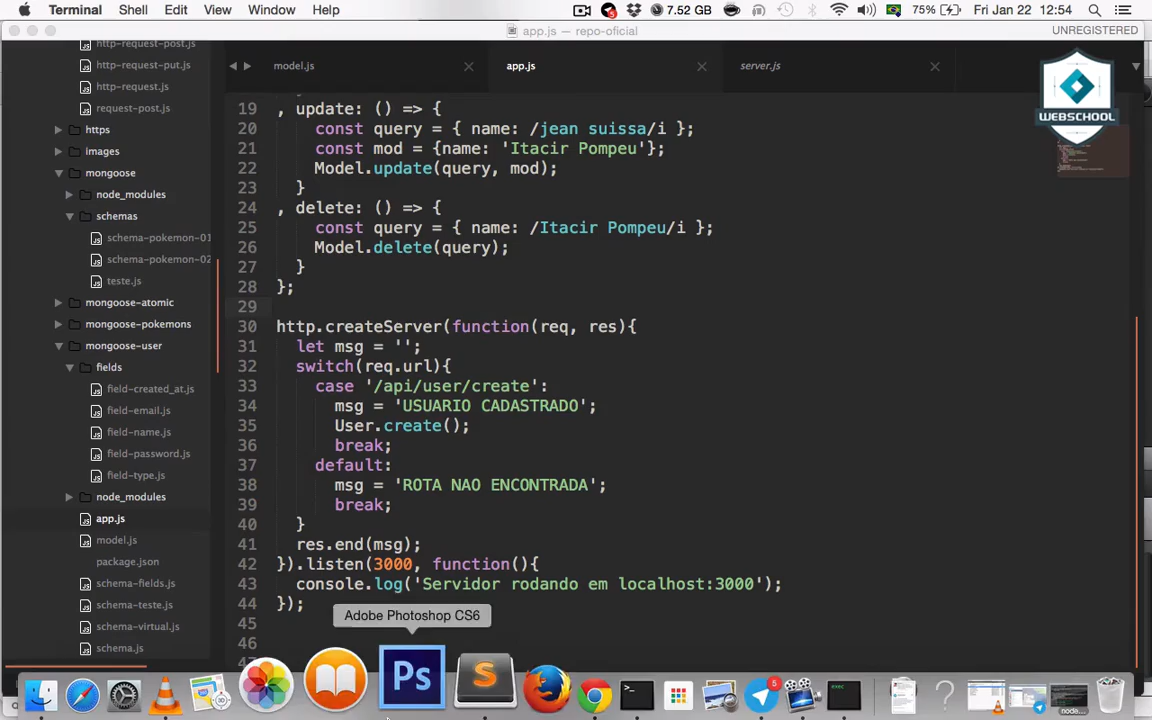 Terminal Shell Edit View Window Help 7.52 GB 75% Fri Jan 22 12:54
app.js — repo-oficial UNREGISTERED
http-request-post.js
http-request-put.js
http-request.js
request-post.js
https
images
mongoose
node_modules
schemas
schema-pokemon-01
schema-pokemon-02
teste.js
mongoose-atomic
mongoose-pokemons
mongoose-user
fields
field-created_at.js
field-email.js
field-name.js
field-password.js
field-type.js
node_modules
app.js
model.js
package.json
schema-fields.js
schema-teste.js
schema-virtual.js
schema.js
model.js app.js server.js
WEBSCHOOL
19 , update: () => {
20 const query = { name: /jean suissa/i };
21 const mod = {name: 'Itacir Pompeu'};
22 Model.update(query, mod);
23 }
24 , delete: () => {
25 const query = { name: /Itacir Pompeu/i };
26 Model.delete(query);
27 }
28 };
29
30 http.createServer(function(req, res){
31 let msg = '';
32 switch(req.url){
33 case '/api/user/create':
34 msg = 'USUARIO CADASTRADO';
35 User.create();
36 break;
37 default:
38 msg = 'ROTA NAO ENCONTRADA';
39 break;
40 }
41 res.end(msg);
42 }).listen(3000, function(){
43 console.log('Servidor rodando em localhost:3000');
44 });
45
46
Adobe Photoshop CS6
Ps
S
5